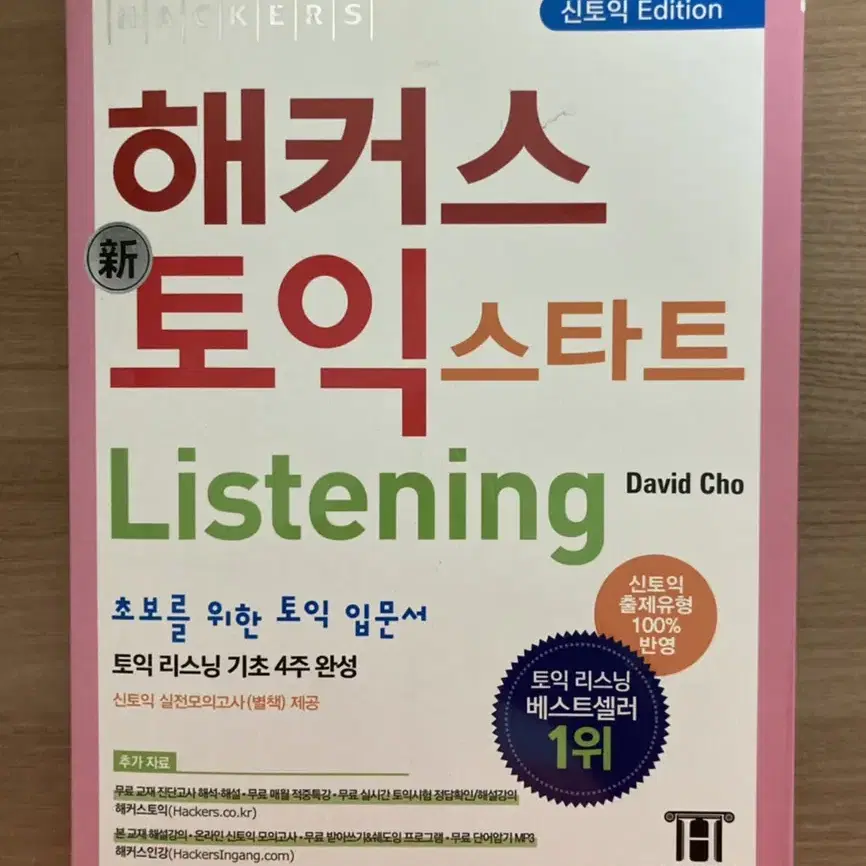 HACKERS
신토익 Edition
해커스
新
토익 스타트
Listening
David Cho
초보를 위한 토익 입문서
토익 리스닝 기초 4주 완성
신토익 실전모의고사(별책) 제공
신토익
출제유형
100%
반영
토익 리스닝
베스트셀러
1위
추가 자료
무료 교재 진단고사 해석·해설 • 무료 매월 적중특강 • 무료 실시간 토익시험 정답확인/해설강의
해커스토익(Hackers.co.kr)
본 교재 해설강의 • 온라인 신토익 모의고사 • 무료 받아쓰기&쉐도잉 프로그램 • 무료 단어암기 MP3
해커스인강(HackersIngang.com)